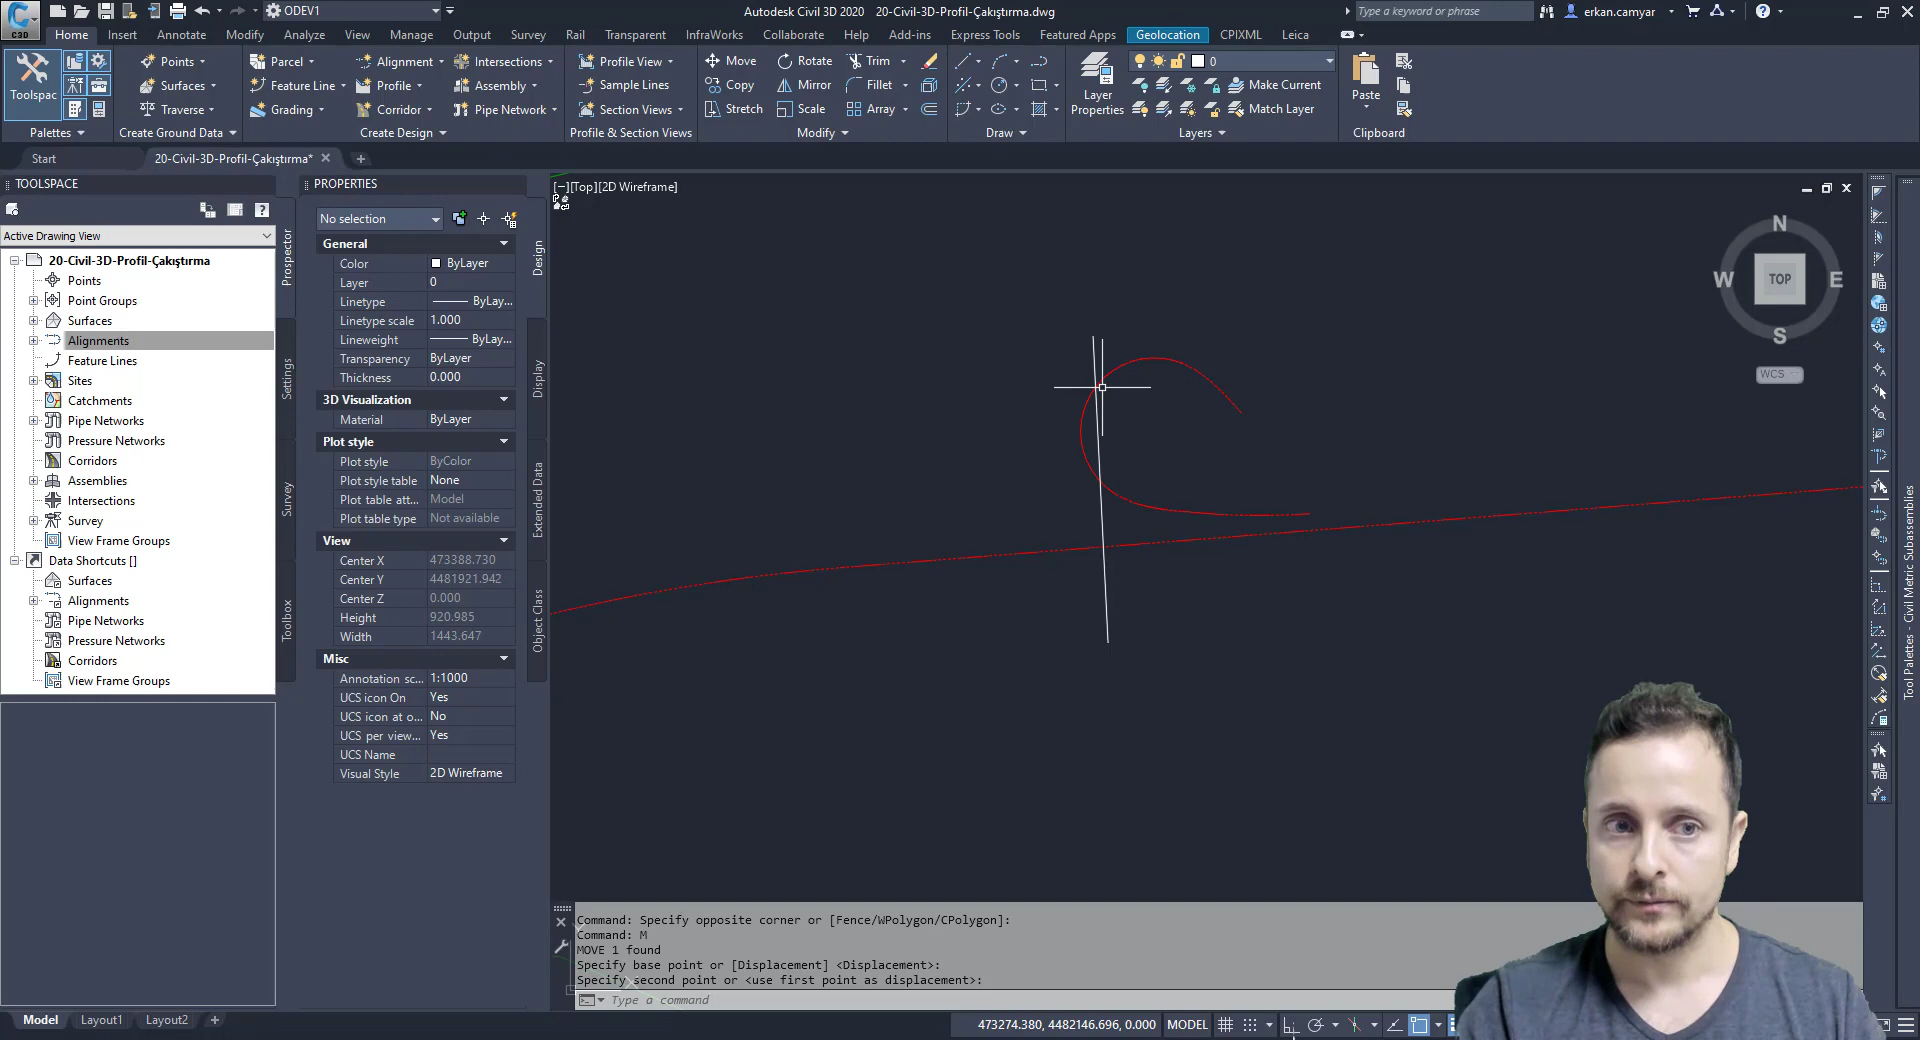 C3D
ODEV1
Autodesk Civil 3D 2020 20-Civil-3D-Profil-Çakıştırma.dwg
Type a keyword or phrase
erkan.camyar
Home Insert Annotate Modify Analyze View Manage Output Survey Rail Transparent InfraWorks Collaborate Help Add-ins Express Tools Featured Apps Geolocation CPIXML Leica
Toolspac
Points
Surfaces
Traverse
Parcel
Feature Line
Grading
Alignment
Profile
Corridor
Intersections
Assembly
Pipe Network
Profile View
Sample Lines
Section Views
Move
Copy
Stretch
Rotate
Mirror
Scale
Trim
Fillet
Array
Layer
Properties
0
Make Current
Match Layer
Paste
Palettes
Create Ground Data
Create Design
Profile & Section Views
Modify
Draw
Layers
Clipboard
Start
20-Civil-3D-Profil-Çakıştırma*
TOOLSPACE
Active Drawing View
20-Civil-3D-Profil-Çakıştırma
Points
Point Groups
Surfaces
Alignments
Feature Lines
Sites
Catchments
Pipe Networks
Pressure Networks
Corridors
Assemblies
Intersections
Survey
View Frame Groups
Data Shortcuts []
Surfaces
Alignments
Pipe Networks
Pressure Networks
Corridors
View Frame Groups
Prospector
Settings
Survey
Toolbox
PROPERTIES
No selection
General
Color ByLayer
Layer 0
Linetype ByLay...
Linetype scale 1.000
Lineweight ByLay...
Transparency ByLayer
Thickness 0.000
3D Visualization
Material ByLayer
Plot style
Plot style ByColor
Plot style table None
Plot table att... Model
Plot table type Not available
View
Center X 473388.730
Center Y 4481921.942
Center Z 0.000
Height 920.985
Width 1443.647
Misc
Annotation sc... 1:1000
UCS icon On Yes
UCS icon at o... No
UCS per view... Yes
UCS Name
Visual Style 2D Wireframe
Design
Display
Extended Data
Object Class
[−][Top][2D Wireframe]
N
W TOP E
S
WCS
Tool Palettes - Civil Metric Subassemblies
Command: Specify opposite corner or [Fence/WPolygon/CPolygon]:
Command: M
MOVE 1 found
Specify base point or [Displacement] <Displacement>:
Specify second point or <use first point as displacement>:
Type a command
Model Layout1 Layout2
473274.380, 4482146.696, 0.000 MODEL